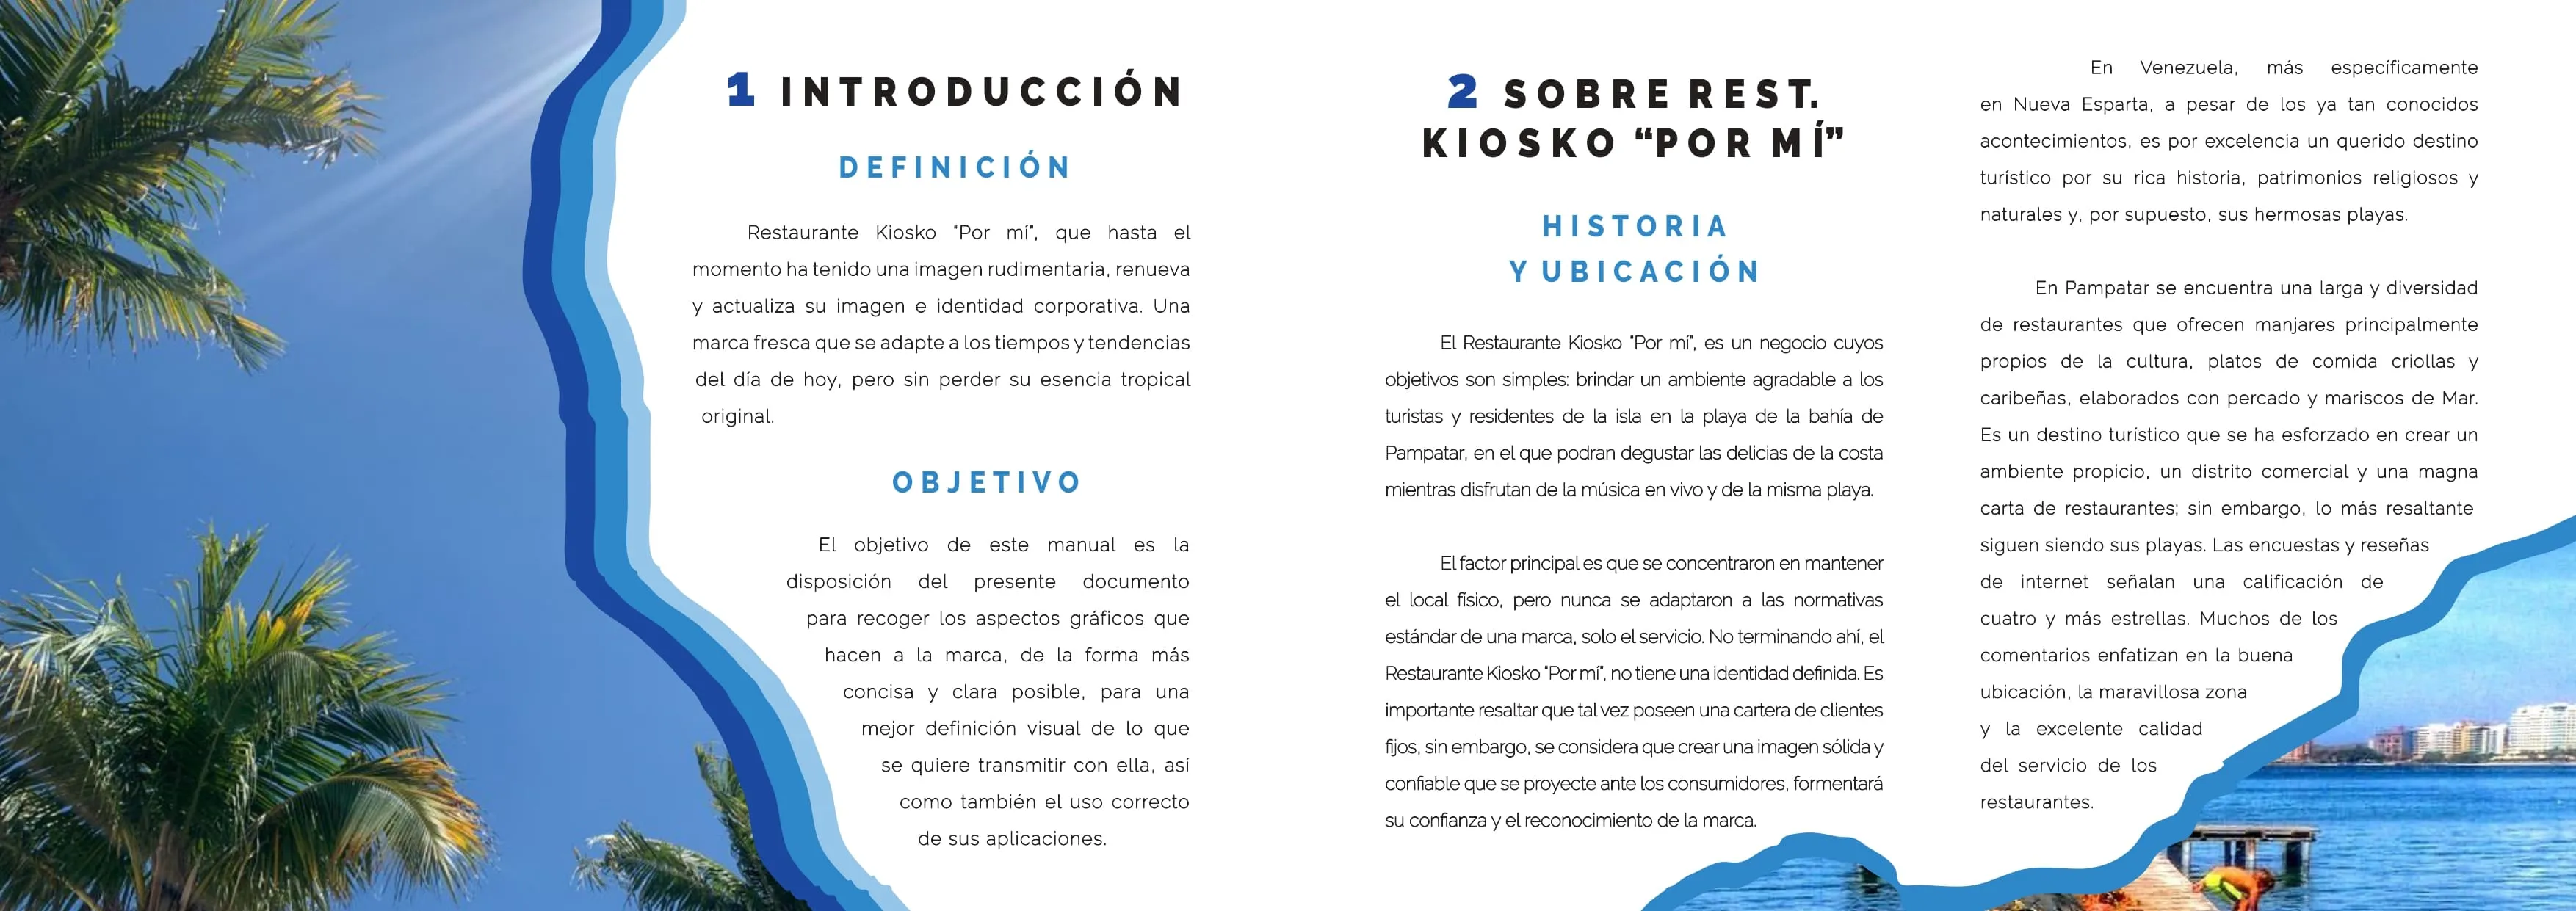 1 INTRODUCCIÓN
DEFINICIÓN
Restaurante Kiosko "Por mí", que hasta el
momento ha tenido una imagen rudimentaria, renueva
y actualiza su imagen e identidad corporativa. Una
marca fresca que se adapte a los tiempos y tendencias
del día de hoy, pero sin perder su esencia tropical
original.
OBJETIVO
El objetivo de este manual es la
disposición del presente documento
para recoger los aspectos gráficos que
hacen a la marca, de la forma más
concisa y clara posible, para una
mejor definición visual de lo que
se quiere transmitir con ella, así
como también el uso correcto
de sus aplicaciones.
2 SOBRE REST.
KIOSKO “POR MÍ”
HISTORIA
Y UBICACIÓN
El Restaurante Kiosko "Por mí", es un negocio cuyos
objetivos son simples: brindar un ambiente agradable a los
turistas y residentes de la isla en la playa de la bahía de
Pampatar, en el que podran degustar las delicias de la costa
mientras disfrutan de la música en vivo y de la misma playa.
El factor principal es que se concentraron en mantener
el local físico, pero nunca se adaptaron a las normativas
estándar de una marca, solo el servicio. No terminando ahí, el
Restaurante Kiosko "Por mí", no tiene una identidad definida. Es
importante resaltar que tal vez poseen una cartera de clientes
fijos, sin embargo, se considera que crear una imagen sólida y
confiable que se proyecte ante los consumidores, formentará
su confianza y el reconocimiento de la marca.
En Venezuela, más específicamente
en Nueva Esparta, a pesar de los ya tan conocidos
acontecimientos, es por excelencia un querido destino
turístico por su rica historia, patrimonios religiosos y
naturales y, por supuesto, sus hermosas playas.
En Pampatar se encuentra una larga y diversidad
de restaurantes que ofrecen manjares principalmente
propios de la cultura, platos de comida criollas y
caribeñas, elaborados con percado y mariscos de Mar.
Es un destino turístico que se ha esforzado en crear un
ambiente propicio, un distrito comercial y una magna
carta de restaurantes; sin embargo, lo más resaltante
siguen siendo sus playas. Las encuestas y reseñas
de internet señalan una calificación de
cuatro y más estrellas. Muchos de los
comentarios enfatizan en la buena
ubicación, la maravillosa zona
y la excelente calidad
del servicio de los
restaurantes.